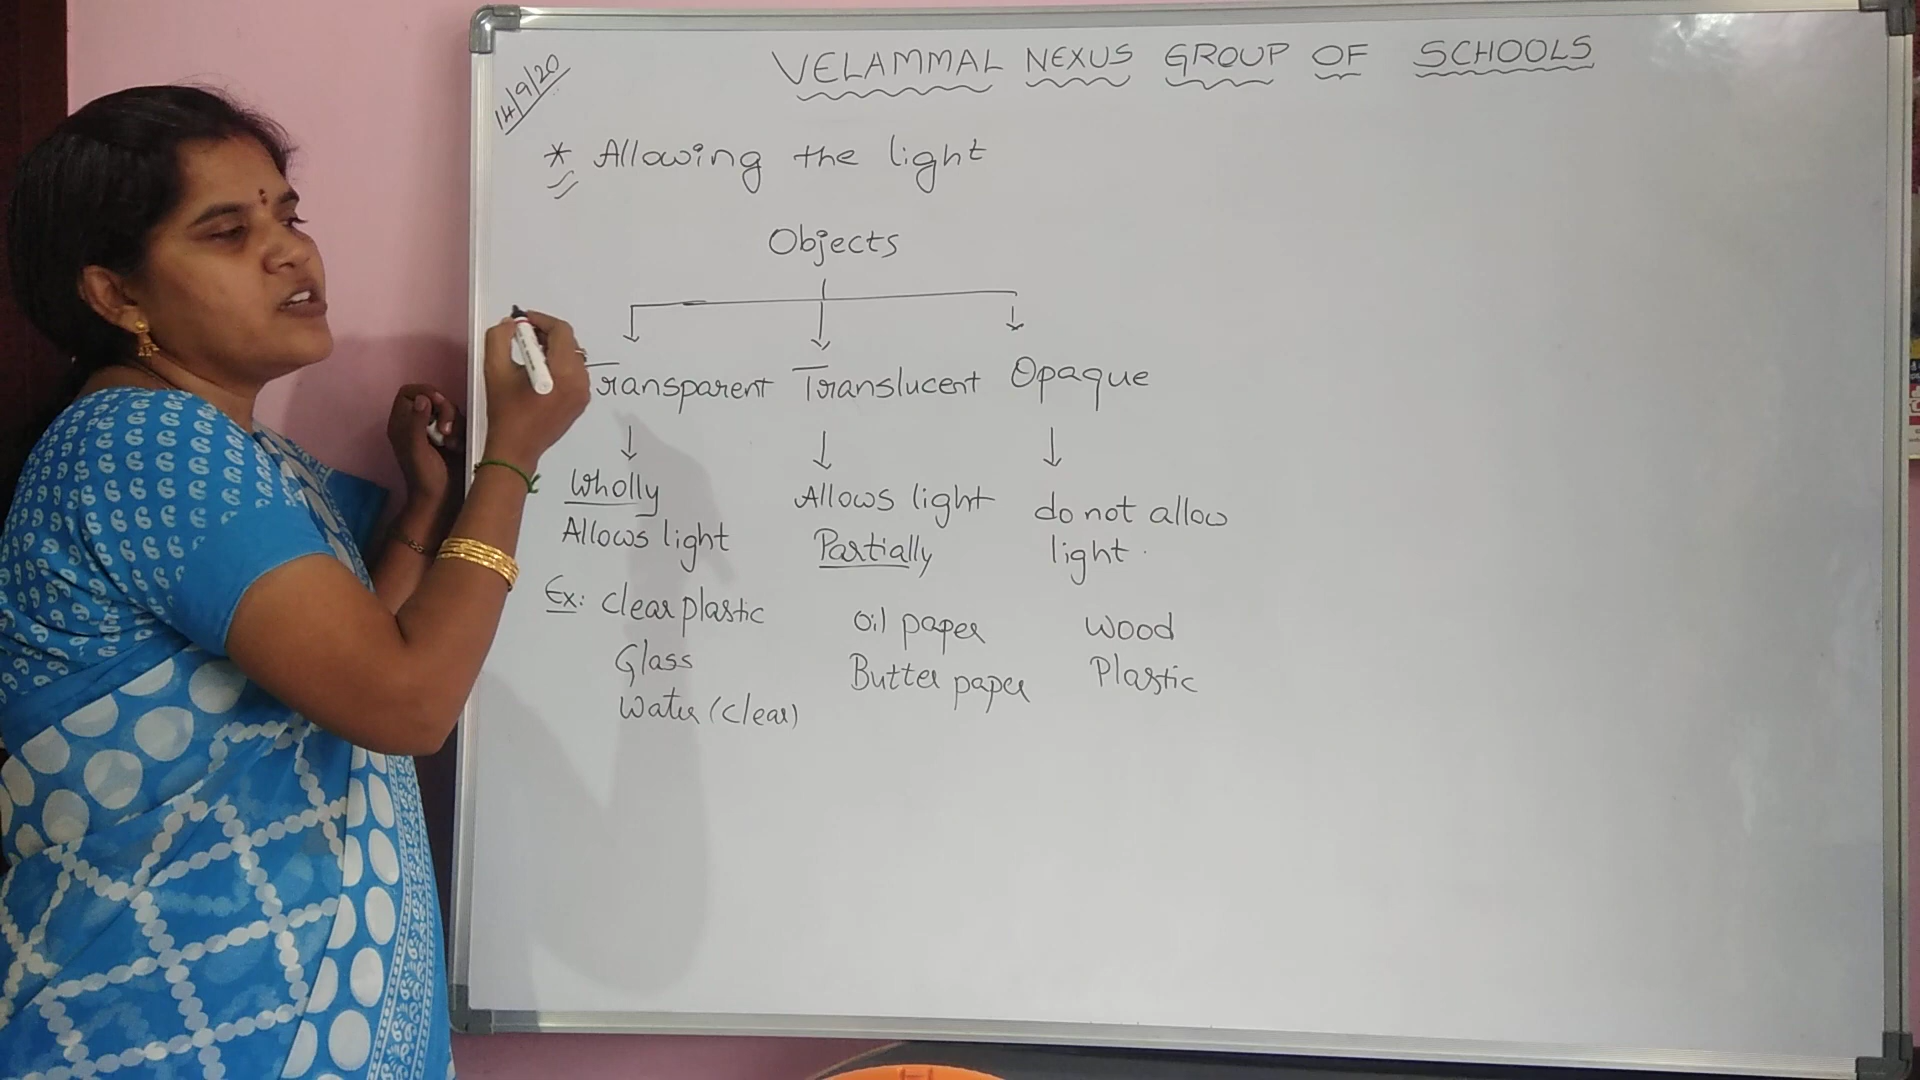 14/9/20
VELAMMAL NEXUS GROUP OF SCHOOLS
* Allowing the light
Objects
Transparent Translucent Opaque
Wholly
Allows light
Allows light
Partially
do not allow
light.
Ex: clear plastic
Glass
Water (clear)
Oil paper
Butter paper
Wood
Plastic